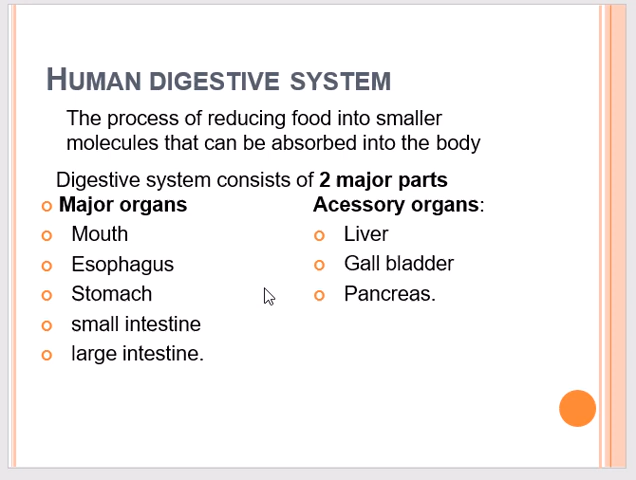 HUMAN DIGESTIVE SYSTEM
The process of reducing food into smaller
molecules that can be absorbed into the body
Digestive system consists of 2 major parts
Major organs
Mouth
Esophagus
Stomach
small intestine
large intestine.
Acessory organs:
Liver
Gall bladder
Pancreas.